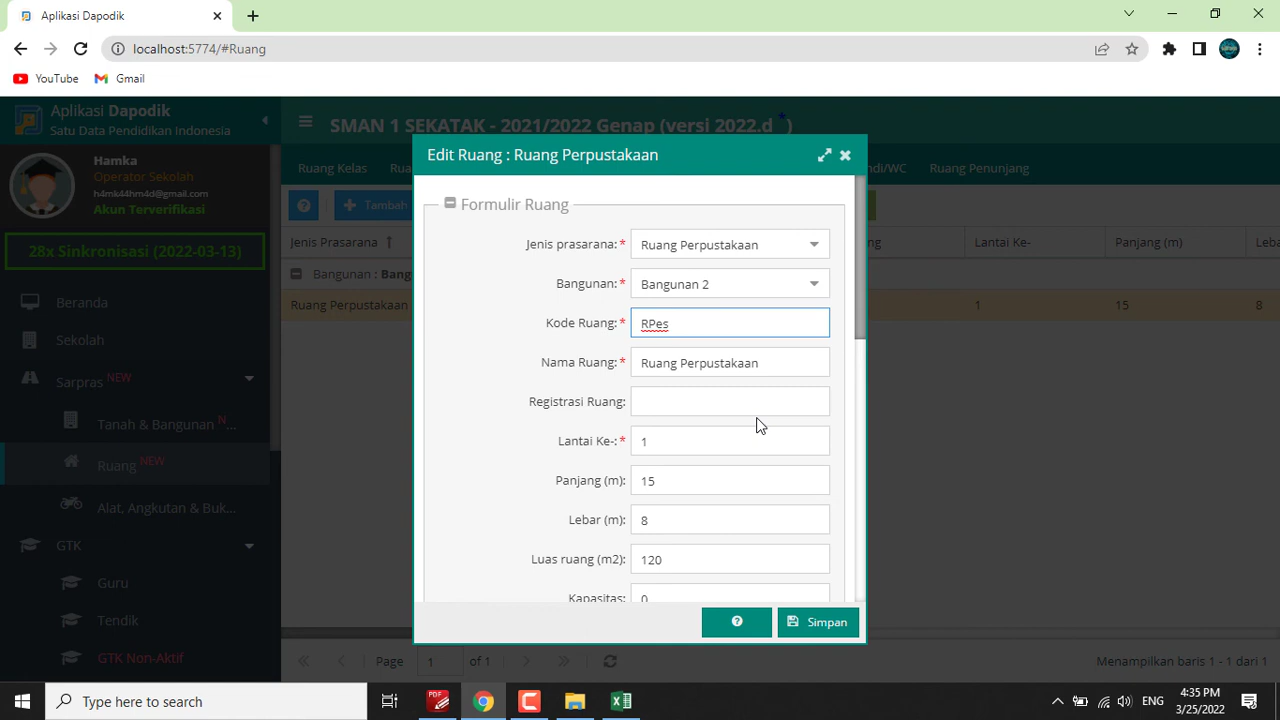 Aplikasi Dapodik
localhost:5774/#Ruang
YouTube
Gmail
Aplikasi Dapodik
Satu Data Pendidikan Indonesia
SMAN 1 SEKATAK - 2021/2022 Genap (versi 2022.d *)
Hamka
Operator Sekolah
h4mk44hm4d@gmail.com
Akun Terverifikasi
28x Sinkronisasi (2022-03-13)
Beranda
Sekolah
Sarpras NEW
Tanah & Bangunan N...
Ruang NEW
Alat, Angkutan & Buk...
GTK
Guru
Tendik
GTK Non-Aktif
Ruang Kelas
Ruang Penunjang
Tambah
Jenis Prasarana
Lantai Ke-
Panjang (m)
Bangunan : Bang
Ruang Perpustakaan
1
15
8
Edit Ruang : Ruang Perpustakaan
Formulir Ruang
Jenis prasarana:* Ruang Perpustakaan
Bangunan:* Bangunan 2
Kode Ruang:* RPes
Nama Ruang:* Ruang Perpustakaan
Registrasi Ruang:
Lantai Ke-:* 1
Panjang (m): 15
Lebar (m): 8
Luas ruang (m2): 120
Kapasitas: 0
Simpan
Page 1 of 1
Menampilkan baris 1 - 1 dari 1
Type here to search
PDF
ENG
4:35 PM
3/25/2022